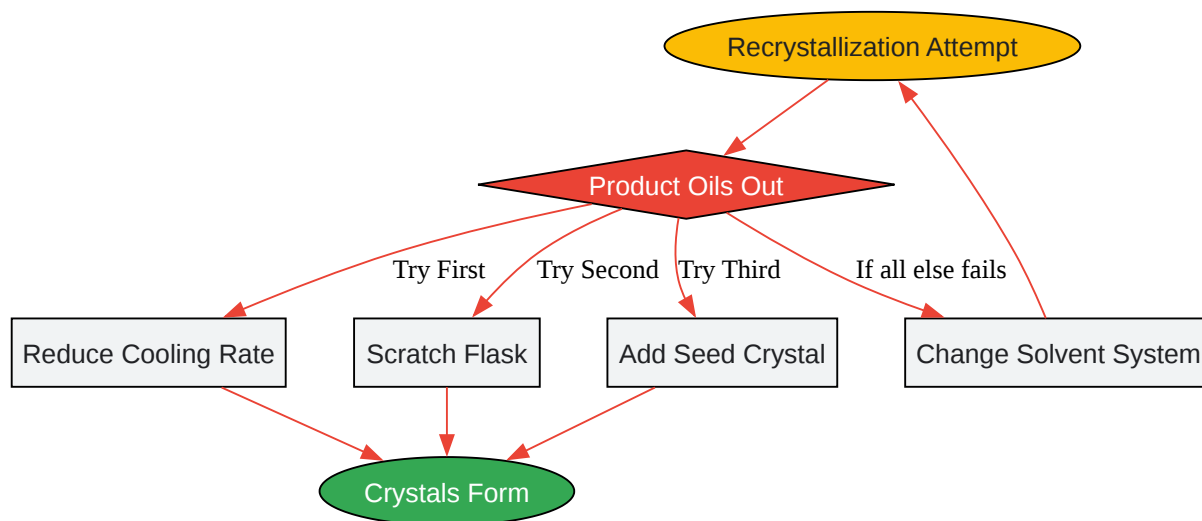 Recrystallization Attempt
Product Oils Out
Try First
Try Second
Try Third
If all else fails
Reduce Cooling Rate
Scratch Flask
Add Seed Crystal
Change Solvent System
Crystals Form